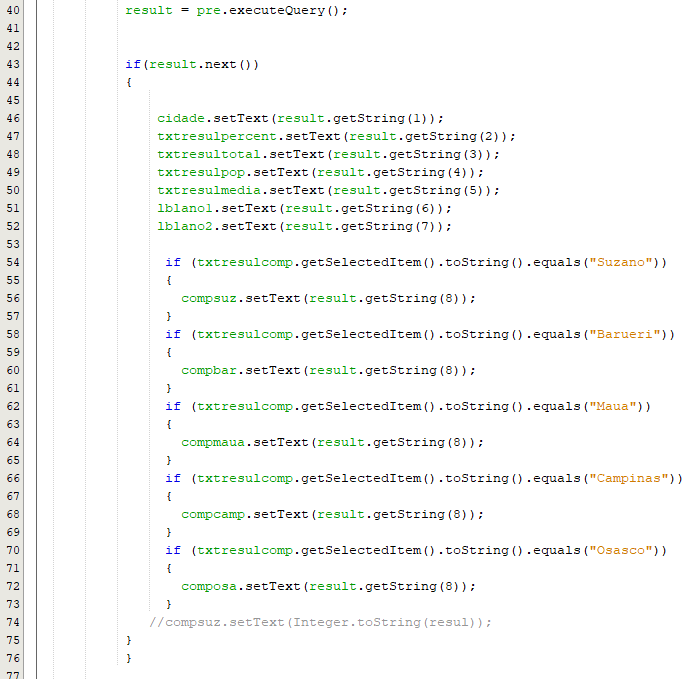 40 result = pre.executeQuery();
41
42
43 if(result.next())
44 {
45
46 cidade.setText(result.getString(1));
47 txtresulpercent.setText(result.getString(2));
48 txtresultotal.setText(result.getString(3));
49 txtresulpop.setText(result.getString(4));
50 txtresulmedia.setText(result.getString(5));
51 lblano1.setText(result.getString(6));
52 lblano2.setText(result.getString(7));
53
54 if (txtresulcomp.getSelectedItem().toString().equals("Suzano"))
55 {
56 compsuz.setText(result.getString(8));
57 }
58 if (txtresulcomp.getSelectedItem().toString().equals("Barueri"))
59 {
60 compbar.setText(result.getString(8));
61 }
62 if (txtresulcomp.getSelectedItem().toString().equals("Maua"))
63 {
64 compmaua.setText(result.getString(8));
65 }
66 if (txtresulcomp.getSelectedItem().toString().equals("Campinas"))
67 {
68 compcamp.setText(result.getString(8));
69 }
70 if (txtresulcomp.getSelectedItem().toString().equals("Osasco"))
71 {
72 composa.setText(result.getString(8));
73 }
74 //compsuz.setText(Integer.toString(resul));
75 }
76 }
77